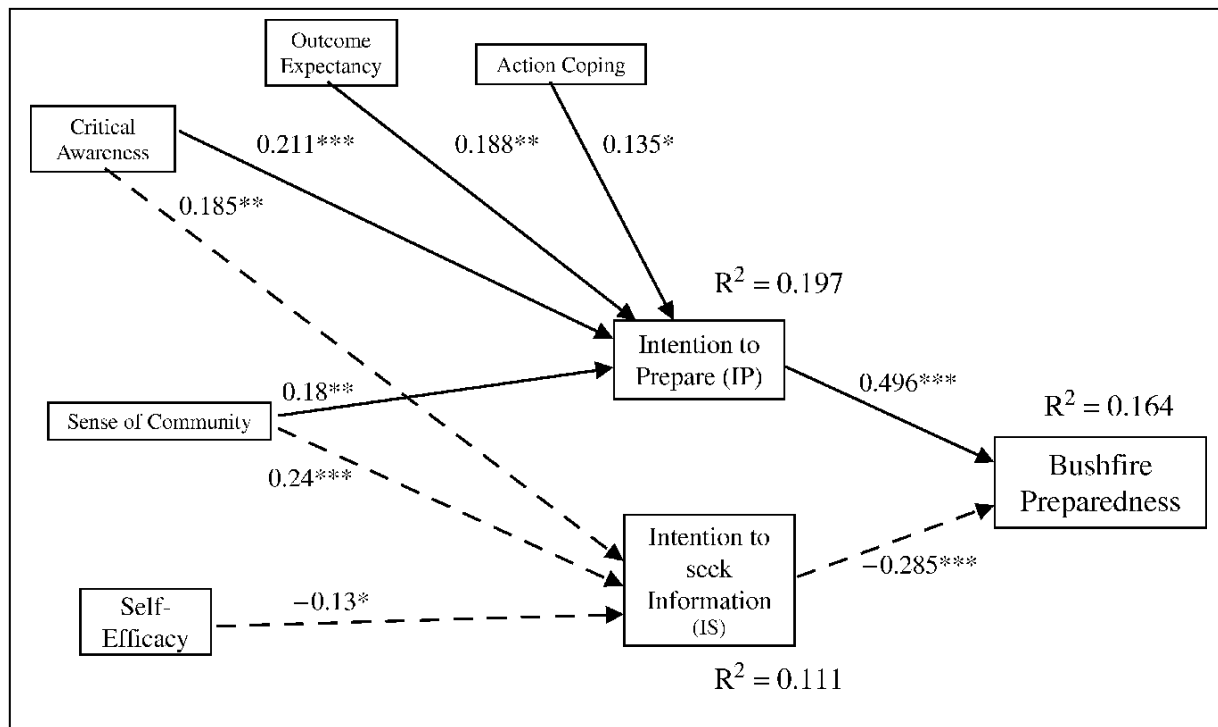 Outcome
Expectancy
Action Coping
Critical
Awareness
0.211***
0.188**
0.135*
0.185**
R² = 0.197
Intention to
Prepare (IP)
0.18**
0.496***
Sense of Community
R² = 0.164
0.24***
Bushfire
Preparedness
Intention to
seek
Information
(IS)
−0.285***
Self-
Efficacy
−0.13*
R² = 0.111